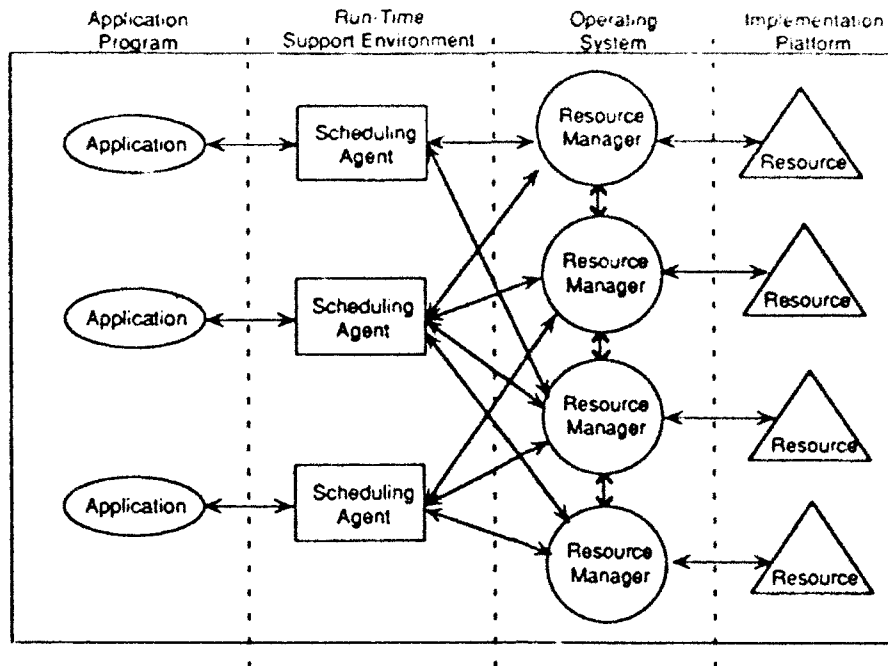 Application Program
Run-Time Support Environment
Operating System
Implementation Platform
Application
Scheduling Agent
Resource Manager
Resource
Application
Scheduling Agent
Resource Manager
Resource
Application
Scheduling Agent
Resource Manager
Resource
Resource Manager
Resource